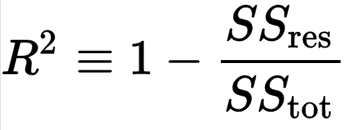 R² ≡ 1 − SS_res / SS_tot